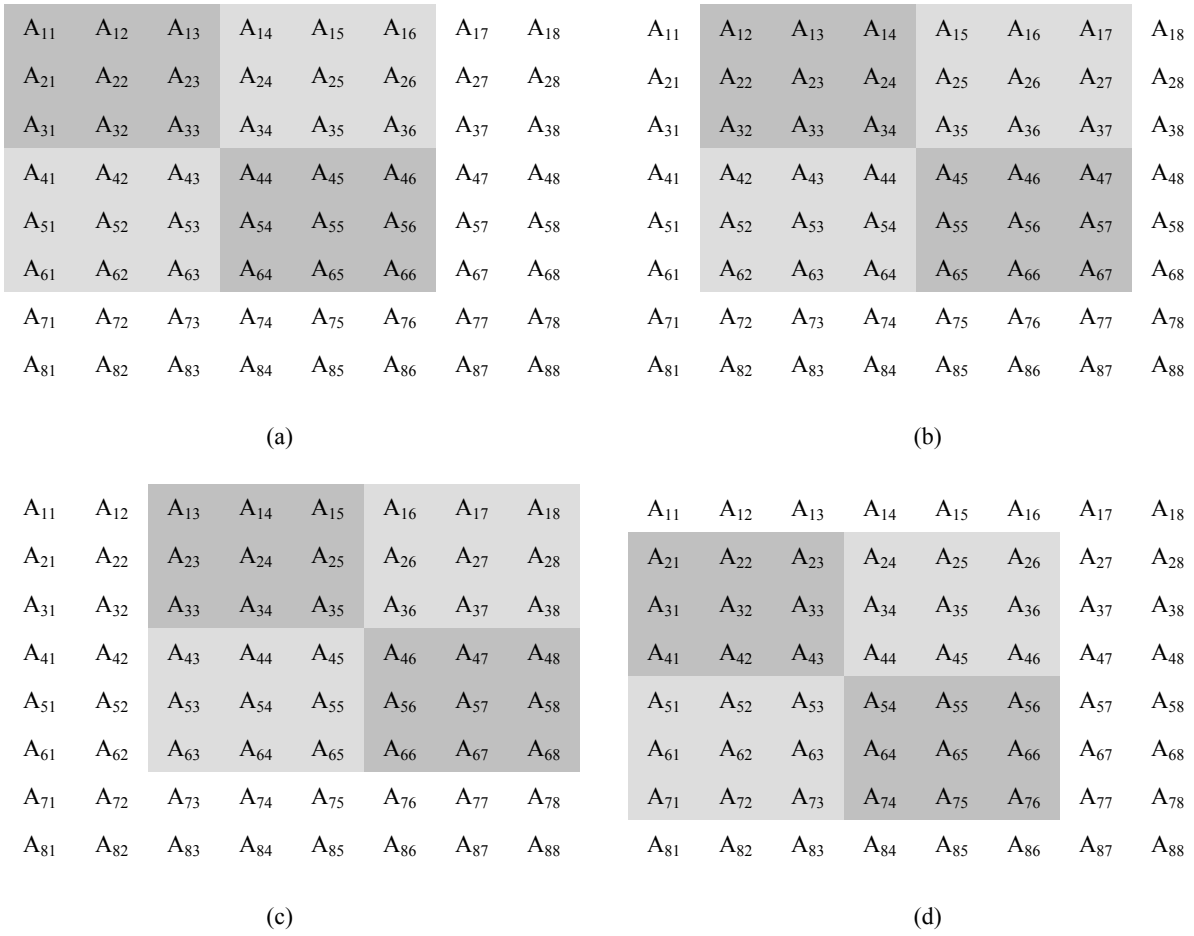 A₁₁ A₁₂ A₁₃ A₁₄ A₁₅ A₁₆ A₁₇ A₁₈
A₂₁ A₂₂ A₂₃ A₂₄ A₂₅ A₂₆ A₂₇ A₂₈
A₃₁ A₃₂ A₃₃ A₃₄ A₃₅ A₃₆ A₃₇ A₃₈
A₄₁ A₄₂ A₄₃ A₄₄ A₄₅ A₄₆ A₄₇ A₄₈
A₅₁ A₅₂ A₅₃ A₅₄ A₅₅ A₅₆ A₅₇ A₅₈
A₆₁ A₆₂ A₆₃ A₆₄ A₆₅ A₆₆ A₆₇ A₆₈
A₇₁ A₇₂ A₇₃ A₇₄ A₇₅ A₇₆ A₇₇ A₇₈
A₈₁ A₈₂ A₈₃ A₈₄ A₈₅ A₈₆ A₈₇ A₈₈
(a)
A₁₁ A₁₂ A₁₃ A₁₄ A₁₅ A₁₆ A₁₇ A₁₈
A₂₁ A₂₂ A₂₃ A₂₄ A₂₅ A₂₆ A₂₇ A₂₈
A₃₁ A₃₂ A₃₃ A₃₄ A₃₅ A₃₆ A₃₇ A₃₈
A₄₁ A₄₂ A₄₃ A₄₄ A₄₅ A₄₆ A₄₇ A₄₈
A₅₁ A₅₂ A₅₃ A₅₄ A₅₅ A₅₆ A₅₇ A₅₈
A₆₁ A₆₂ A₆₃ A₆₄ A₆₅ A₆₆ A₆₇ A₆₈
A₇₁ A₇₂ A₇₃ A₇₄ A₇₅ A₇₆ A₇₇ A₇₈
A₈₁ A₈₂ A₈₃ A₈₄ A₈₅ A₈₆ A₈₇ A₈₈
(b)
A₁₁ A₁₂ A₁₃ A₁₄ A₁₅ A₁₆ A₁₇ A₁₈
A₂₁ A₂₂ A₂₃ A₂₄ A₂₅ A₂₆ A₂₇ A₂₈
A₃₁ A₃₂ A₃₃ A₃₄ A₃₅ A₃₆ A₃₇ A₃₈
A₄₁ A₄₂ A₄₃ A₄₄ A₄₅ A₄₆ A₄₇ A₄₈
A₅₁ A₅₂ A₅₃ A₅₄ A₅₅ A₅₆ A₅₇ A₅₈
A₆₁ A₆₂ A₆₃ A₆₄ A₆₅ A₆₆ A₆₇ A₆₈
A₇₁ A₇₂ A₇₃ A₇₄ A₇₅ A₇₆ A₇₇ A₇₈
A₈₁ A₈₂ A₈₃ A₈₄ A₈₅ A₈₆ A₈₇ A₈₈
(c)
A₁₁ A₁₂ A₁₃ A₁₄ A₁₅ A₁₆ A₁₇ A₁₈
A₂₁ A₂₂ A₂₃ A₂₄ A₂₅ A₂₆ A₂₇ A₂₈
A₃₁ A₃₂ A₃₃ A₃₄ A₃₅ A₃₆ A₃₇ A₃₈
A₄₁ A₄₂ A₄₃ A₄₄ A₄₅ A₄₆ A₄₇ A₄₈
A₅₁ A₅₂ A₅₃ A₅₄ A₅₅ A₅₆ A₅₇ A₅₈
A₆₁ A₆₂ A₆₃ A₆₄ A₆₅ A₆₆ A₆₇ A₆₈
A₇₁ A₇₂ A₇₃ A₇₄ A₇₅ A₇₆ A₇₇ A₇₈
A₈₁ A₈₂ A₈₃ A₈₄ A₈₅ A₈₆ A₈₇ A₈₈
(d)